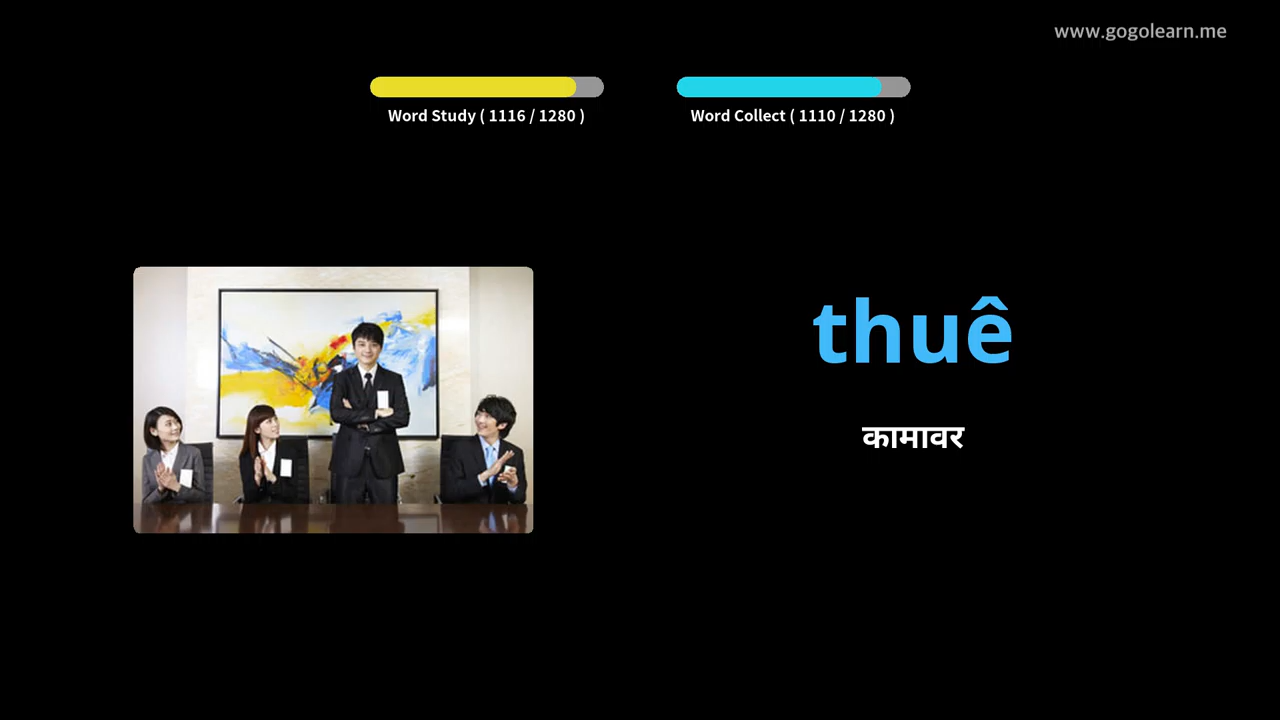 www.gogolearn.me
Word Study ( 1116 / 1280 )
Word Collect ( 1110 / 1280 )
thuê
कामावर